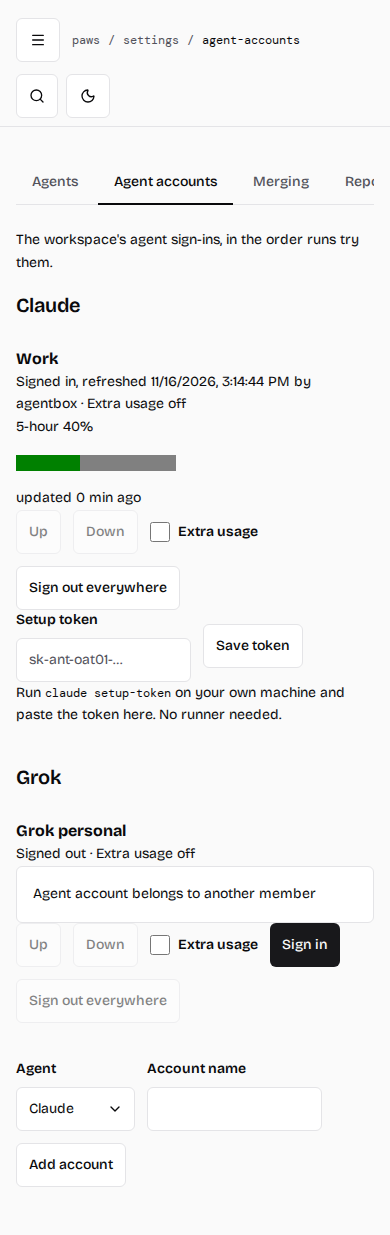 paws / settings / agent-accounts
Agents Agent accounts Merging Repo
The workspace's agent sign-ins, in the order runs try
them.
Claude
Work
Signed in, refreshed 11/16/2026, 3:14:44 PM by
agentbox · Extra usage off
5-hour 40%
updated 0 min ago
Up Down Extra usage
Sign out everywhere
Setup token
sk-ant-oat01-... Save token
Run claude setup-token on your own machine and
paste the token here. No runner needed.
Grok
Grok personal
Signed out · Extra usage off
Agent account belongs to another member
Up Down Extra usage Sign in
Sign out everywhere
Agent Account name
Claude
Add account